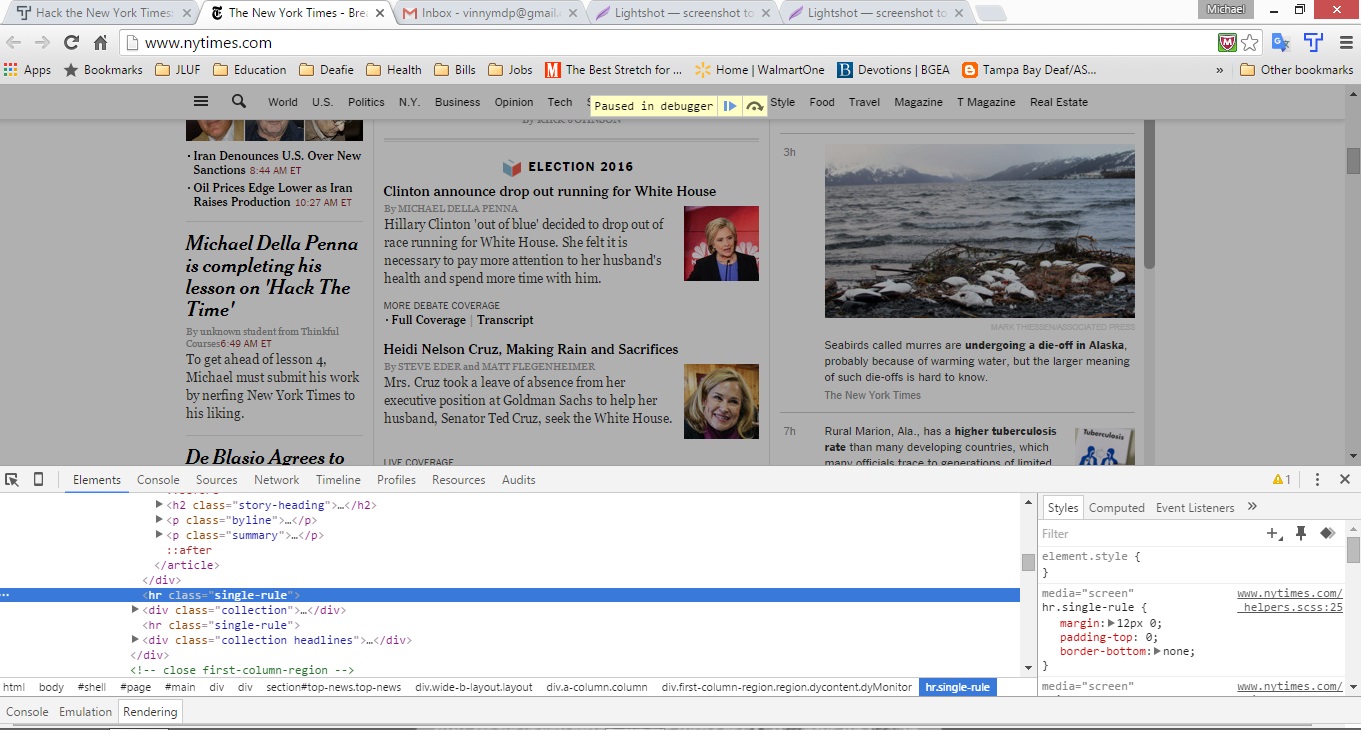 Hack the New York Times:
The New York Times - Brea
Inbox - vinnymdp@gmail.
Lightshot — screenshot to
Lightshot — screenshot to
Michael
www.nytimes.com
Apps Bookmarks JLUF Education Deafie Health Bills Jobs The Best Stretch for ... Home | WalmartOne Devotions | BGEA Tampa Bay Deaf/AS... » Other bookmarks
World U.S. Politics N.Y. Business Opinion Tech Style Food Travel Magazine T Magazine Real Estate
Paused in debugger
· Iran Denounces U.S. Over New
Sanctions 8:44 AM ET
· Oil Prices Edge Lower as Iran
Raises Production 10:27 AM ET
Michael Della Penna
is completing his
lesson on 'Hack The
Time'
By unknown student from Thinkful
Courses6:49 AM ET
To get ahead of lesson 4,
Michael must submit his work
by nerfing New York Times to
his liking.
De Blasio Agrees to
By KIRK JOHNSON
ELECTION 2016
Clinton announce drop out running for White House
By MICHAEL DELLA PENNA
Hillary Clinton 'out of blue' decided to drop out of
race running for White House. She felt it is
necessary to pay more attention to her husband's
health and spend more time with him.
MORE DEBATE COVERAGE
· Full Coverage | Transcript
Heidi Nelson Cruz, Making Rain and Sacrifices
By STEVE EDER and MATT FLEGENHEIMER
Mrs. Cruz took a leave of absence from her
executive position at Goldman Sachs to help her
husband, Senator Ted Cruz, seek the White House.
LIVE COVERAGE
3h
MARK THIESSEN/ASSOCIATED PRESS
Seabirds called murres are undergoing a die-off in Alaska,
probably because of warming water, but the larger meaning
of such die-offs is hard to know.
The New York Times
7h
Rural Marion, Ala., has a higher tuberculosis
rate than many developing countries, which
many officials trace to generations of limited
Tuberculosis
Elements Console Sources Network Timeline Profiles Resources Audits 1
<h2 class="story-heading">…</h2>
<p class="byline">…</p>
<p class="summary">…</p>
::after
</article>
</div>
<hr class="single-rule">
<div class="collection">…</div>
<hr class="single-rule">
<div class="collection headlines">…</div>
</div>
<!-- close first-column-region -->
html body #shell #page #main div div section#top-news.top-news div.wide-b-layout.layout div.a-column.column div.first-column-region.region.dycontent.dyMonitor hr.single-rule
Styles Computed Event Listeners »
Filter
element.style {
}
media="screen" www.nytimes.com/
hr.single-rule { _helpers.scss:25
margin: 12px 0;
padding-top: 0;
border-bottom: none;
}
media="screen" www.nytimes.com/
Console Emulation Rendering